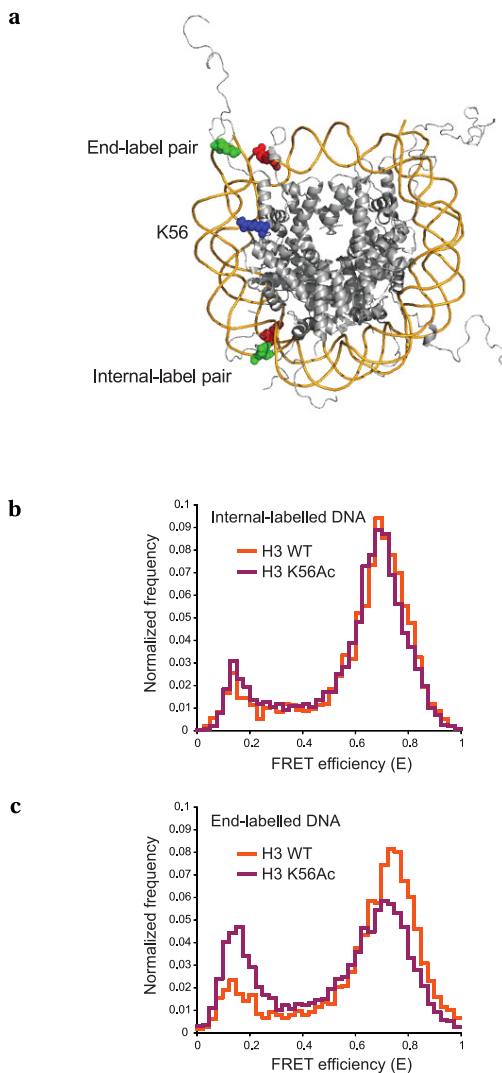 a
End-label pair
K56
Internal-label pair
b
Internal-labelled DNA
H3 WT
H3 K56Ac
Normalized frequency
0.1
0.09
0.08
0.07
0.06
0.05
0.04
0.03
0.02
0.01
0
0 0.2 0.4 0.6 0.8 1
FRET efficiency (E)
c
End-labelled DNA
H3 WT
H3 K56Ac
Normalized frequency
0.1
0.09
0.08
0.07
0.06
0.05
0.04
0.03
0.02
0.01
0
0 0.2 0.4 0.6 0.8 1
FRET efficiency (E)